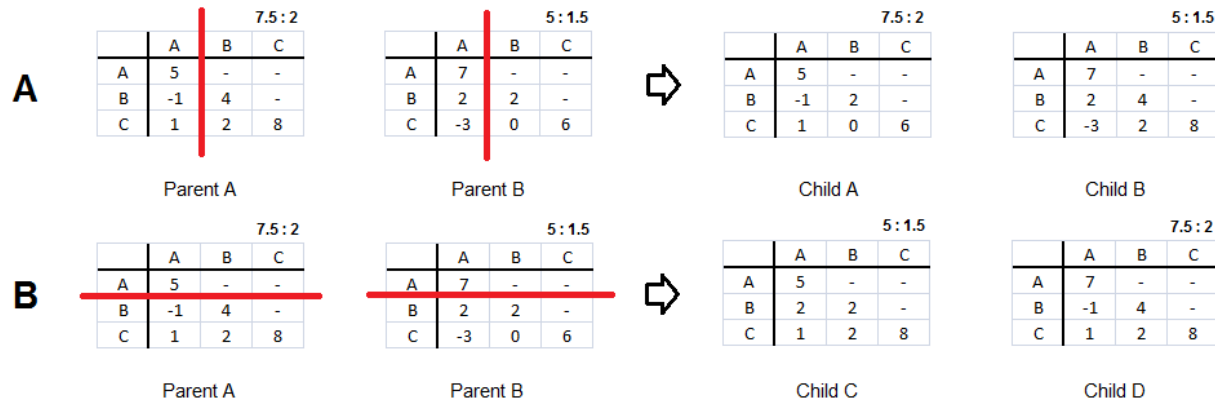 7.5 : 2 5 : 1.5 7.5 : 2 5 : 1.5
A B C A B C A B C A B C
A 5 - - A 7 - - A 5 - - A 7 - -
A
B -1 4 - B 2 2 - B -1 2 - B 2 4 -
C 1 2 8 C -3 0 6 C 1 0 6 C -3 2 8
Parent A Parent B Child A Child B
7.5 : 2 5 : 1.5 5 : 1.5 7.5 : 2
A B C A B C A B C A B C
A 5 - - A 7 - - A 5 - - A 7 - -
B
B -1 4 - B 2 2 - B 2 2 - B -1 4 -
C 1 2 8 C -3 0 6 C 1 2 8 C 1 2 8
Parent A Parent B Child C Child D